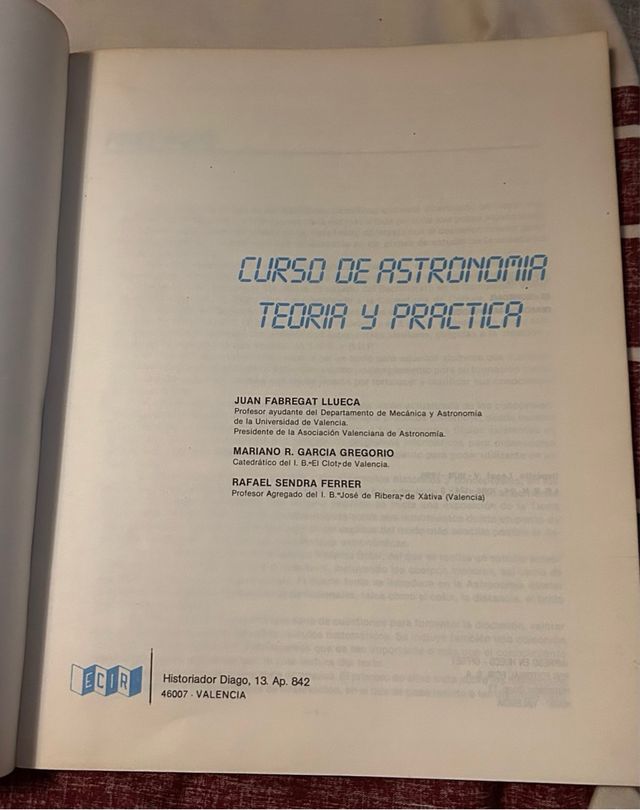 CURSO DE ASTRONOMIA
TEORIA Y PRACTICA
JUAN FABREGAT LLUECA
Profesor ayudante del Departamento de Mecánica y Astronomía
de la Universidad de Valencia.
Presidente de la Asociación Valenciana de Astronomía.
MARIANO R. GARCIA GREGORIO
Catedrático del I. B. "El Clot" de Valencia.
RAFAEL SENDRA FERRER
Profesor Agregado del I. B. "José de Ribera" de Xàtiva (Valencia)
ECIR
Historiador Diago, 13. Ap. 842
46007 - VALENCIA